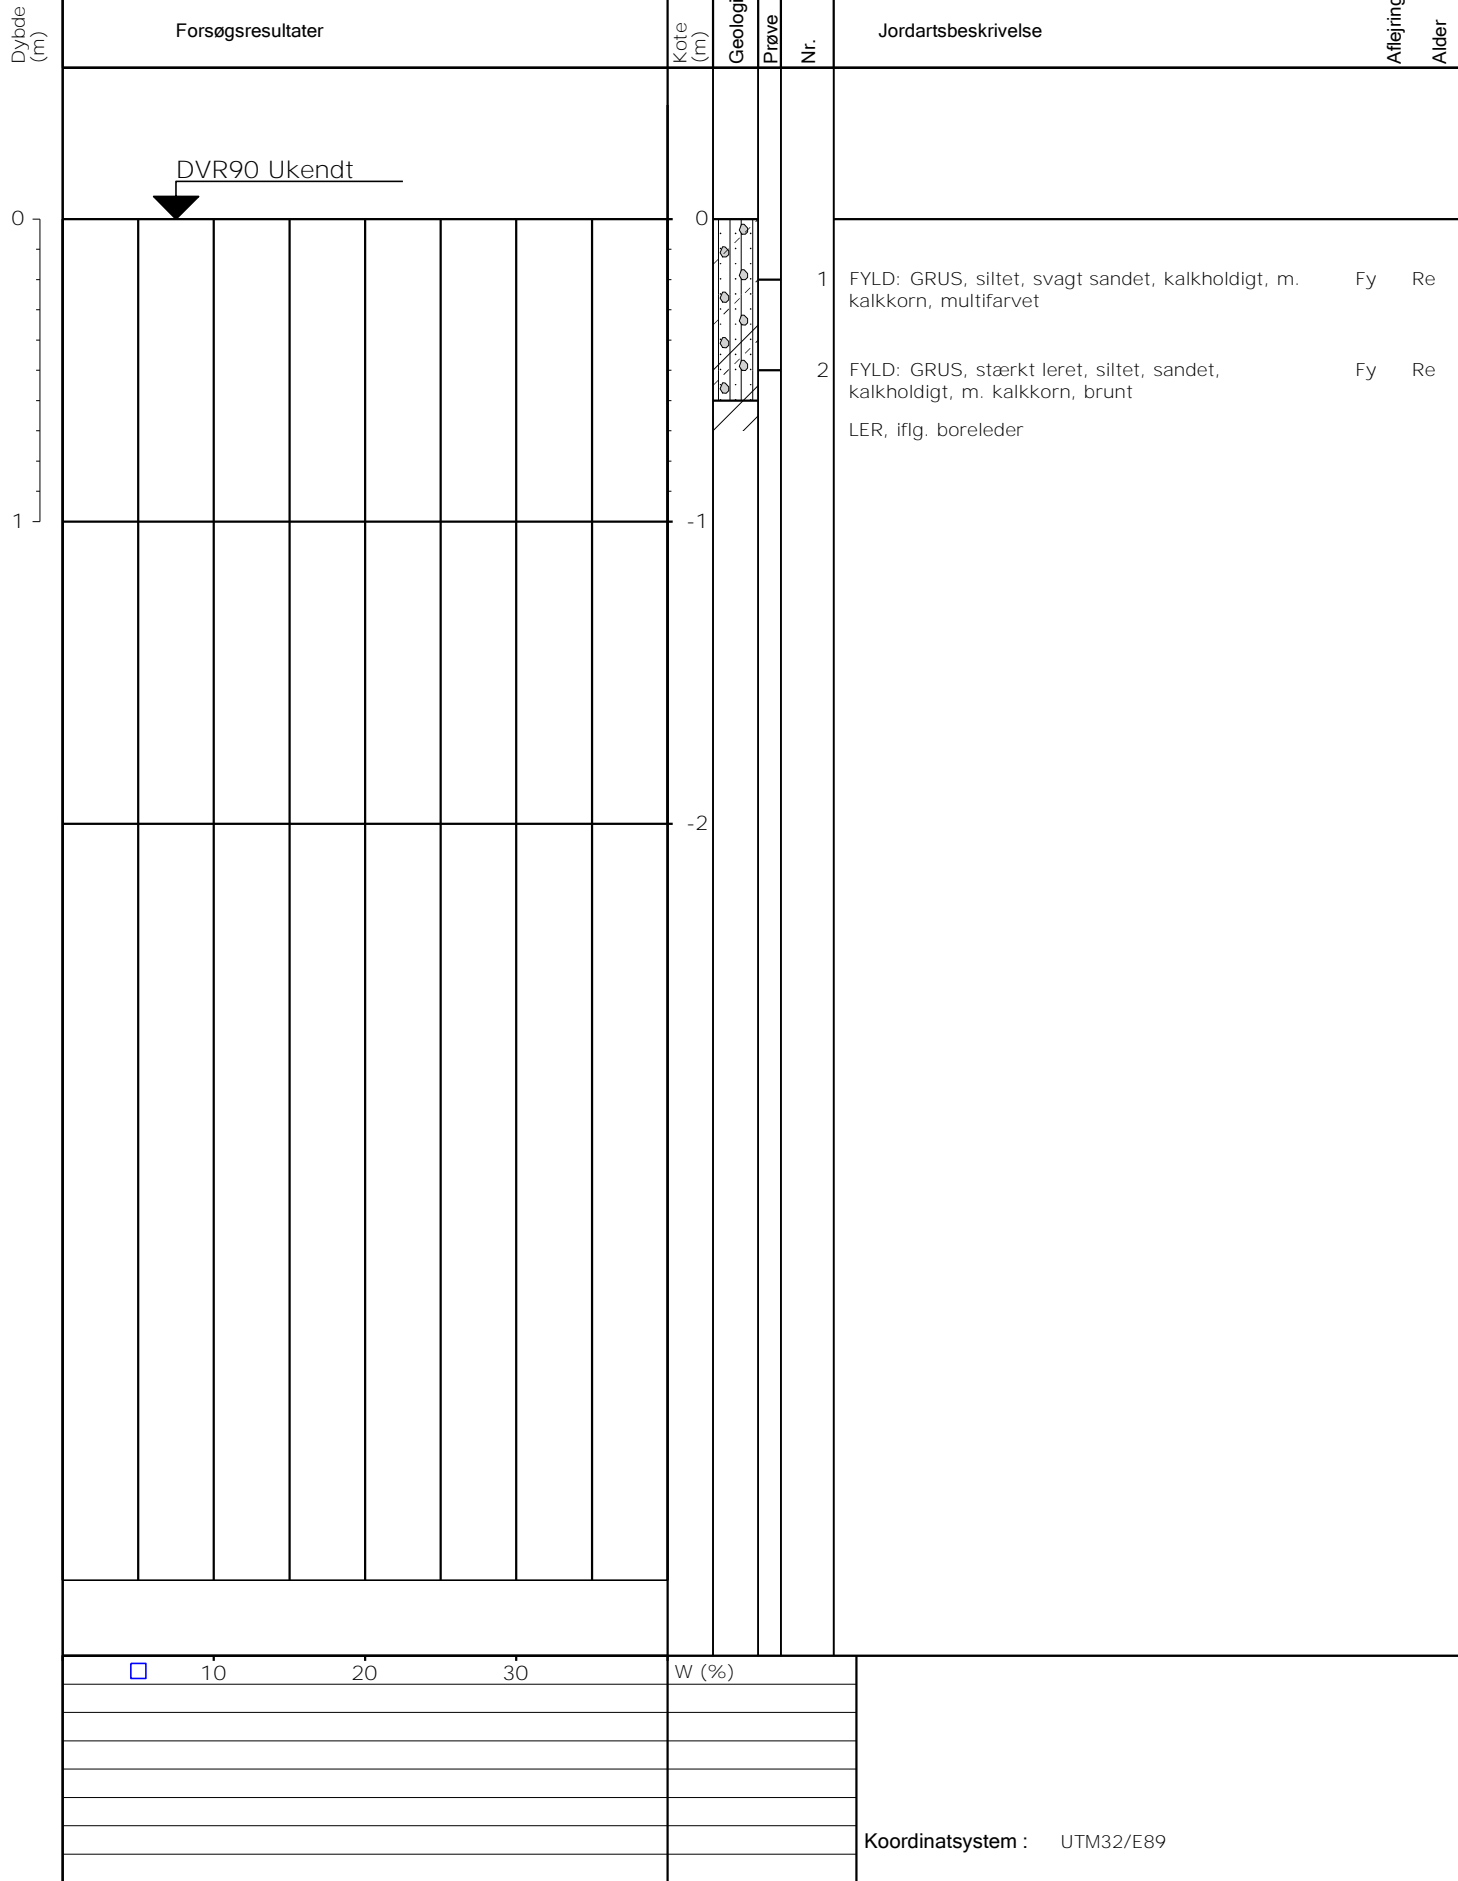 Dybde
(m)
Forsøgsresultater
Kote
(m)
Geologi
Prøve
Nr.
Jordartsbeskrivelse
Aflejring
Alder
DVR90 Ukendt
0
0
1 FYLD: GRUS, siltet, svagt sandet, kalkholdigt, m. Fy Re
kalkkorn, multifarvet
2 FYLD: GRUS, stærkt leret, siltet, sandet, Fy Re
kalkholdigt, m. kalkkorn, brunt
LER, iflg. boreleder
1
-1
-2
10 20 30 W (%)
Koordinatsystem : UTM32/E89